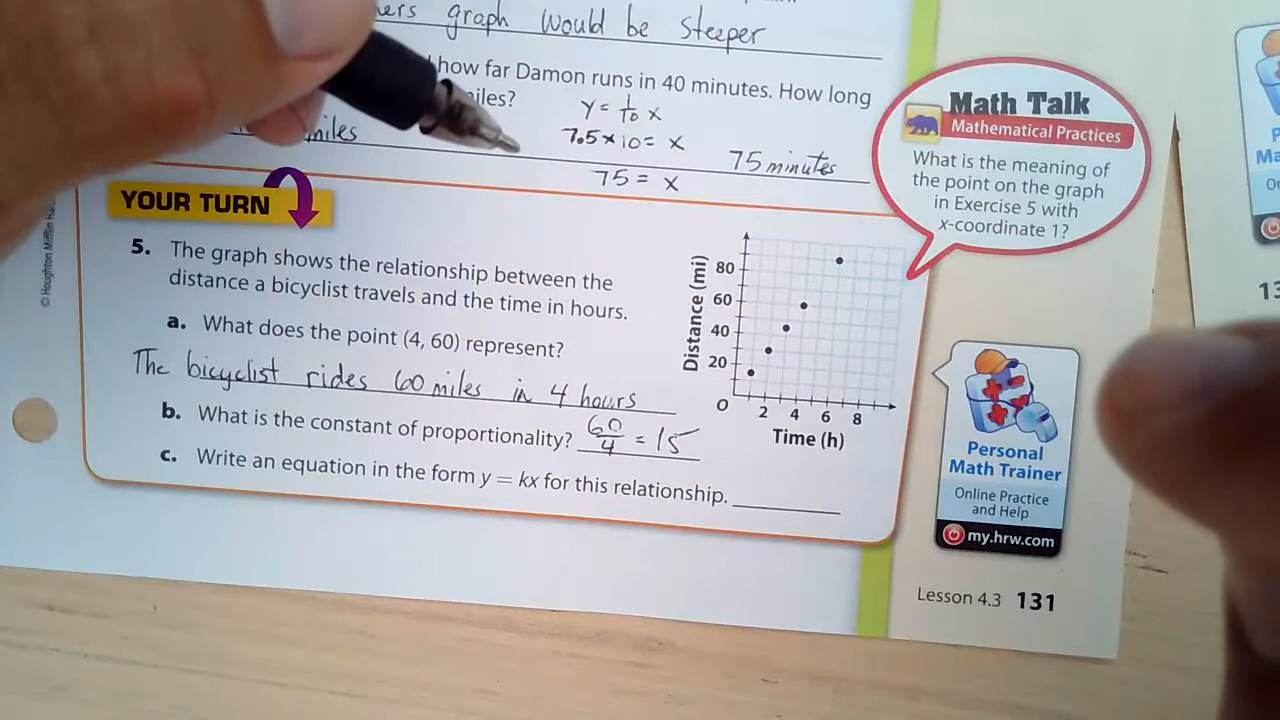 graph would be steeper
how far Damon runs in 40 minutes. How long
miles?
y = 1/10 x
miles
7.5 × 10 = x
75 minutes
75 = x
YOUR TURN
5. The graph shows the relationship between the
distance a bicyclist travels and the time in hours.
a. What does the point (4, 60) represent?
The bicyclist rides 60 miles in 4 hours
b. What is the constant of proportionality? 60/4 = 15
c. Write an equation in the form y = kx for this relationship.
Distance (mi)
80
60
40
20
O
2 4 6 8
Time (h)
Math Talk
Mathematical Practices
What is the meaning of
the point on the graph
in Exercise 5 with
x-coordinate 1?
Personal
Math Trainer
Online Practice
and Help
my.hrw.com
Lesson 4.3 131
© Houghton Mifflin